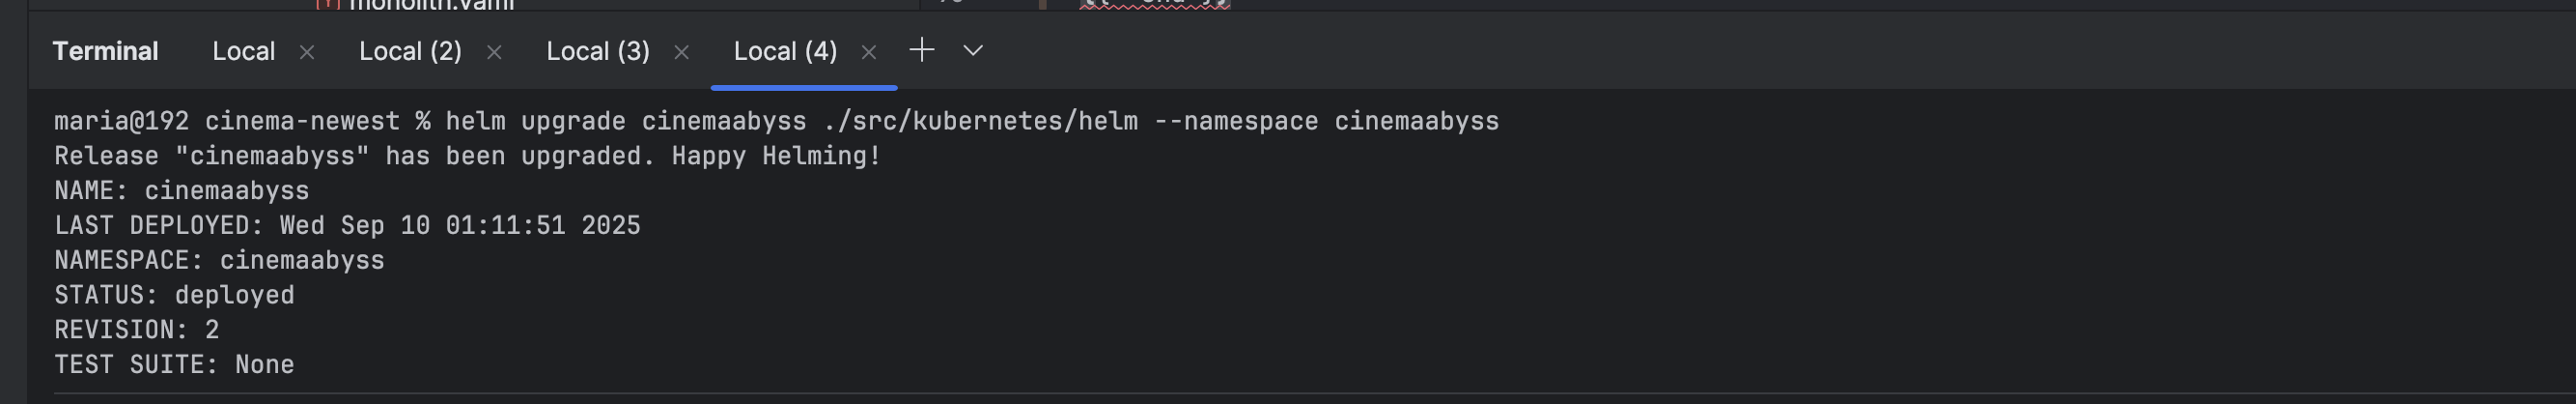 monolith.yaml
Terminal Local Local (2) Local (3) Local (4)
maria@192 cinema-newest % helm upgrade cinemaabyss ./src/kubernetes/helm --namespace cinemaabyss
Release "cinemaabyss" has been upgraded. Happy Helming!
NAME: cinemaabyss
LAST DEPLOYED: Wed Sep 10 01:11:51 2025
NAMESPACE: cinemaabyss
STATUS: deployed
REVISION: 2
TEST SUITE: None